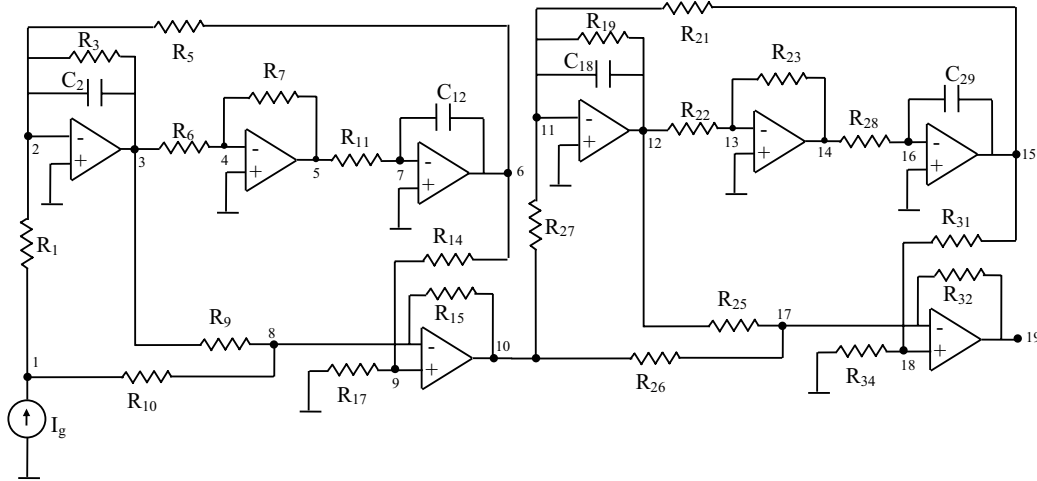 R19
R21
R3
R5
C18
R23
C2
R7
C29
C12
R22
R28
- + 2
R6
R11
- + 11
12
13
- + 14
16
- + 15
3
4
- + 5
7
- + 6
R1
R27
R14
R31
R15
R32
R9
8
R25
17
1
R10
R17
9
- + 10
R26
R34
18
- + 19
Ig